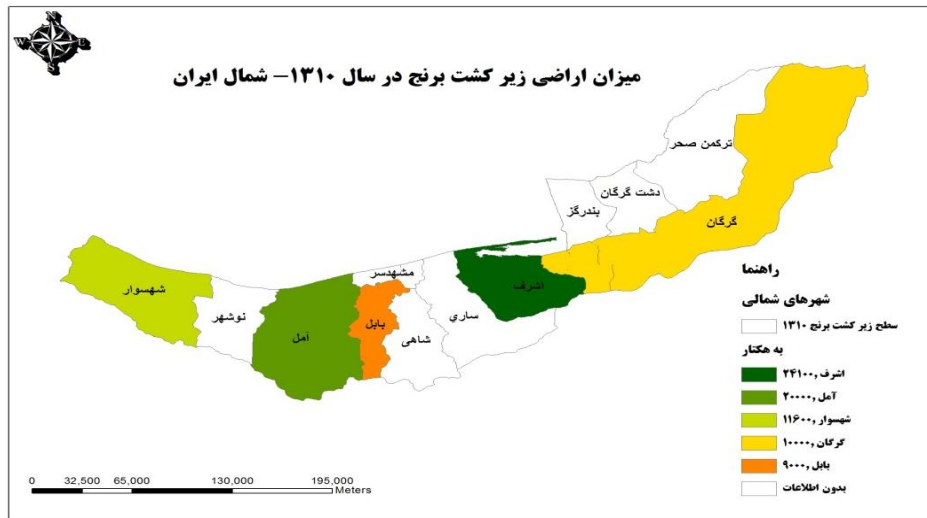 میزان اراضی زیر کشت برنج در سال ۱۳۱۰– شمال ایران
N
W
E
S
ترکمن صحر
دشت گرگان
بندرگز
گرگان
مشهدسر
اشرف
شهسوار
نوشهر
آمل
بابل
شاهی
ساري
راهنما
شهرهای شمالی
سطح زیر کشت برنج ۱۳۱۰
به هکتار
اشرف ,۲۴۱۰۰
آمل ,۲۰۰۰۰
شهسوار ,۱۱۶۰۰
گرگان ,۱۰۰۰۰
بابل ,۹۰۰۰
بدون اطلاعات
0 32,500 65,000 130,000 195,000
Meters